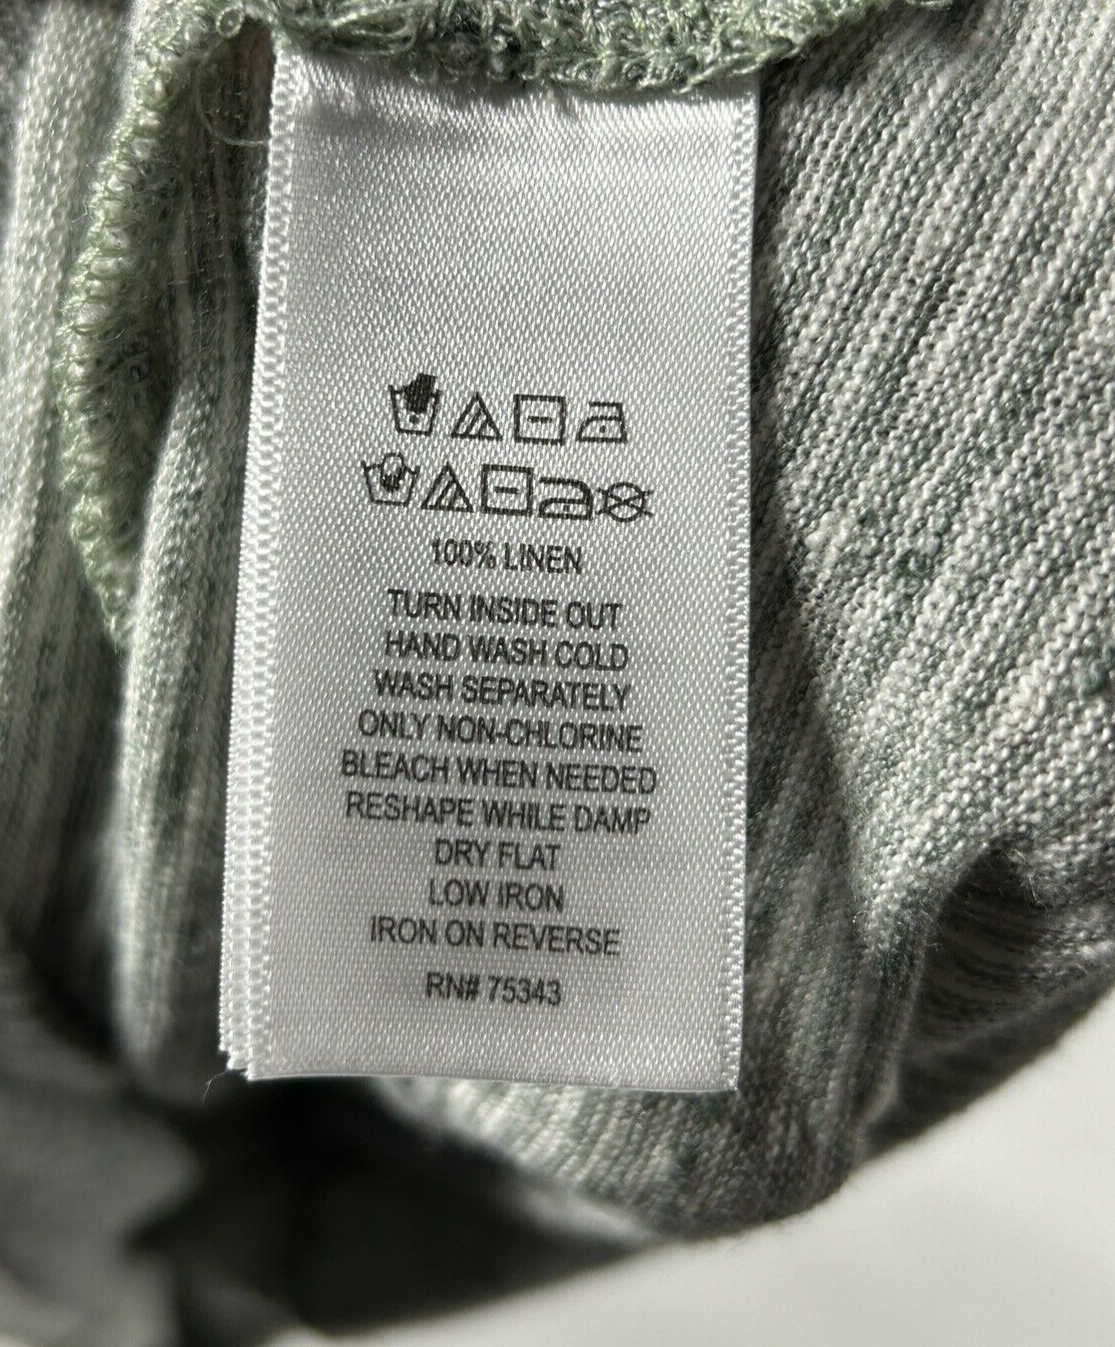 100% LINEN
TURN INSIDE OUT
HAND WASH COLD
WASH SEPARATELY
ONLY NON-CHLORINE
BLEACH WHEN NEEDED
RESHAPE WHILE DAMP
DRY FLAT
LOW IRON
IRON ON REVERSE
RN# 75343